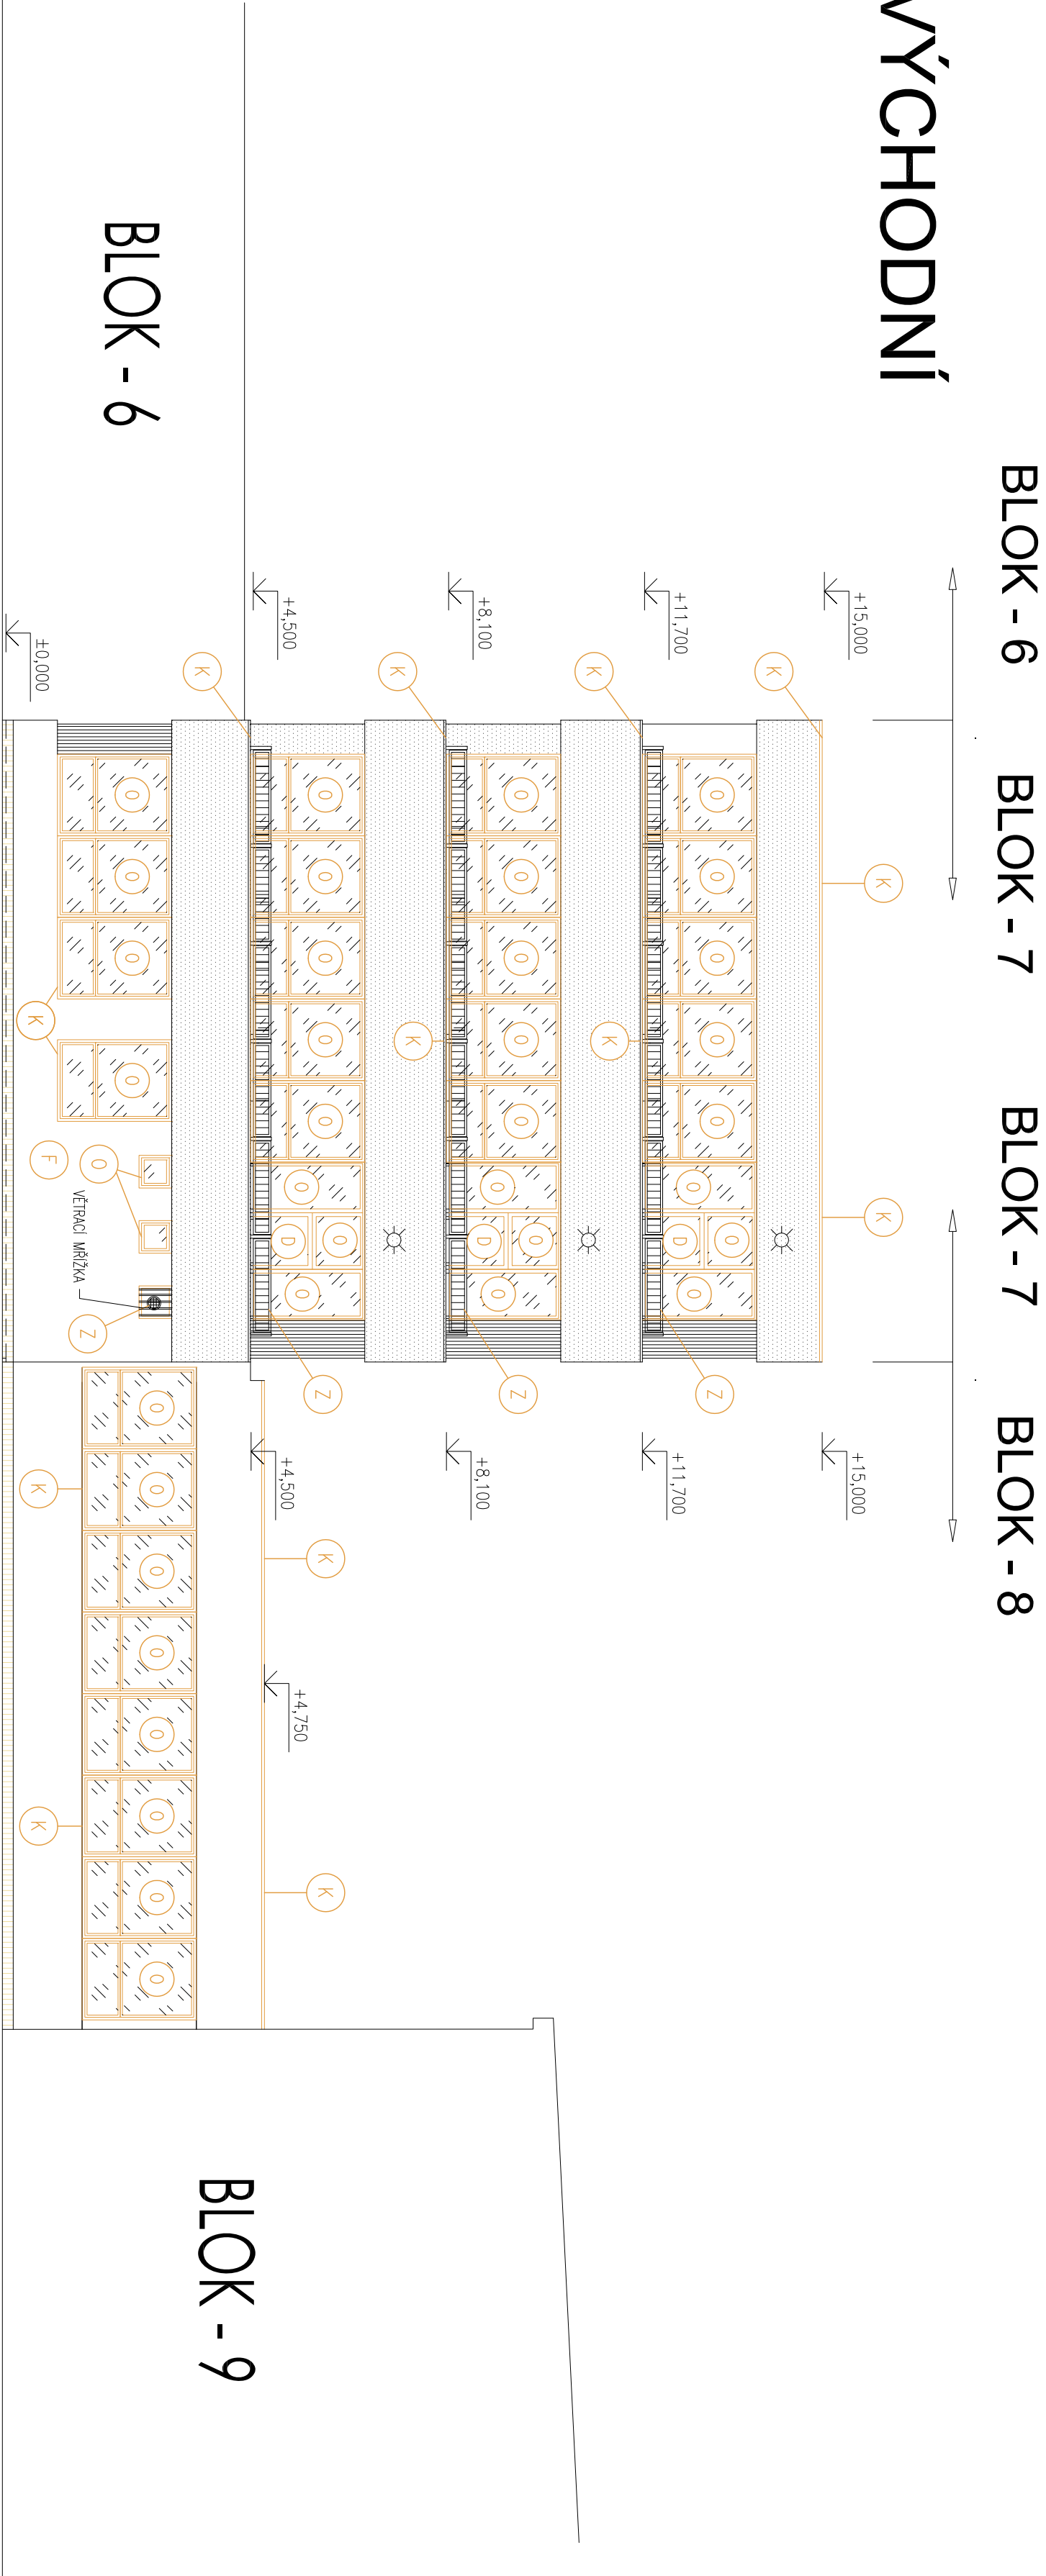 VÝCHODNÍ
BLOK - 6
BLOK - 7
BLOK - 7
BLOK - 8
K
K
+15,000
+15,000
K
O
O
O
O
O
O
O
D
O
+11,700
+11,700
K
K
Z
O
O
O
O
O
O
O
D
O
+8,100
+8,100
K
K
Z
O
O
O
O
O
O
O
D
O
+4,500
+4,500
K
Z
K
K
+4,750
BLOK - 6
BLOK - 9
O
O
O
O
O
O
O
O
O
O
O
O
O
VĚTRACÍ MŘÍŽKA
Z
±0,000
K
F
K
K